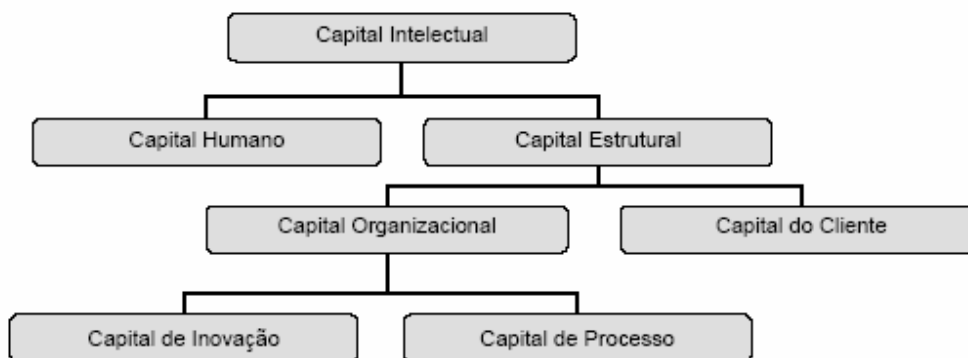 Capital Intelectual
Capital Humano
Capital Estrutural
Capital Organizacional
Capital do Cliente
Capital de Inovação
Capital de Processo